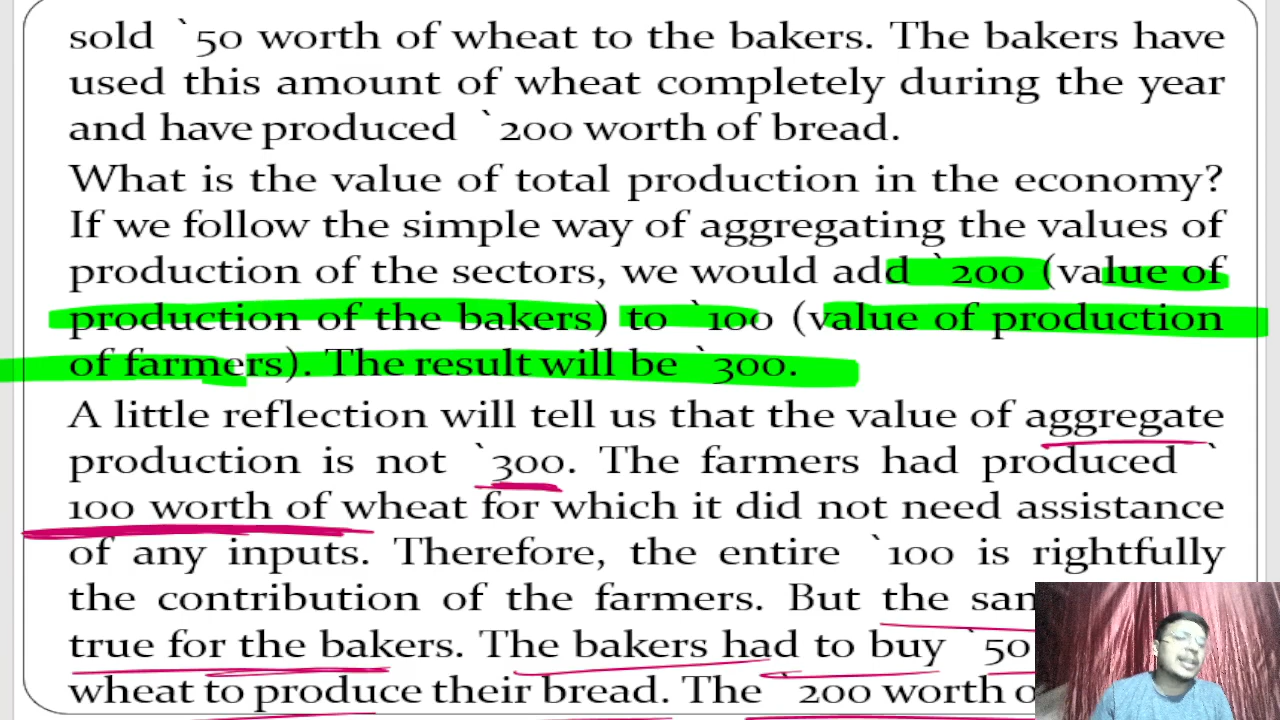 sold `50 worth of wheat to the bakers. The bakers have
used this amount of wheat completely during the year
and have produced `200 worth of bread.
What is the value of total production in the economy?
If we follow the simple way of aggregating the values of
production of the sectors, we would add `200 (value of
production of the bakers) to `100 (value of production
of farmers). The result will be `300.
A little reflection will tell us that the value of aggregate
production is not `300. The farmers had produced `
100 worth of wheat for which it did not need assistance
of any inputs. Therefore, the entire `100 is rightfully
the contribution of the farmers. But the
true for the bakers. The bakers had to buy `50
wheat to produce their bread. The `200 worth